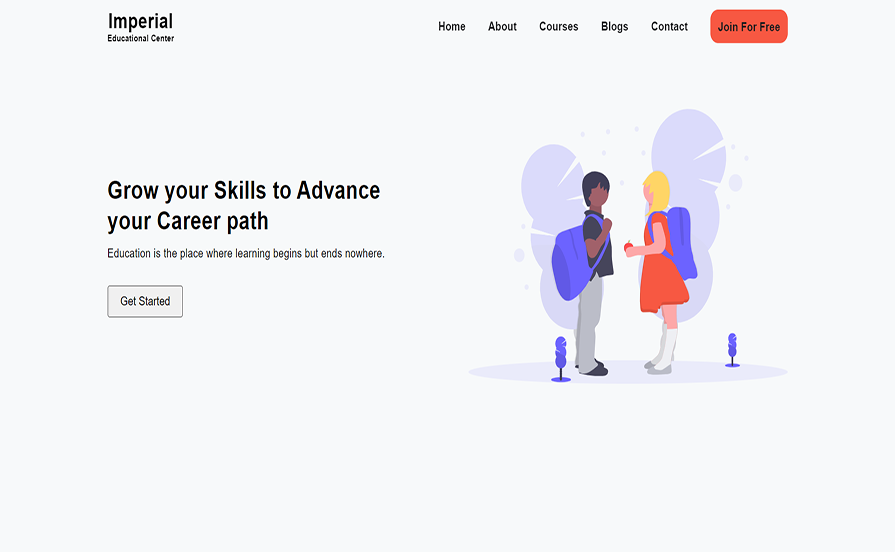 Imperial
Educational Center
Home About Courses Blogs Contact Join For Free
Grow your Skills to Advance
your Career path
Education is the place where learning begins but ends nowhere.
Get Started